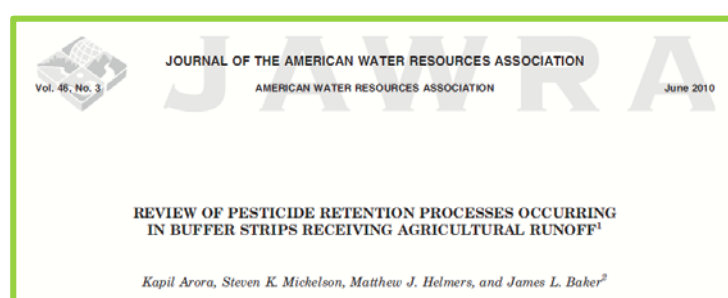 JAWRA
JOURNAL OF THE AMERICAN WATER RESOURCES ASSOCIATION
Vol. 46, No. 3 AMERICAN WATER RESOURCES ASSOCIATION June 2010
REVIEW OF PESTICIDE RETENTION PROCESSES OCCURRING
IN BUFFER STRIPS RECEIVING AGRICULTURAL RUNOFF¹
Kapil Arora, Steven K. Mickelson, Matthew J. Helmers, and James L. Baker²